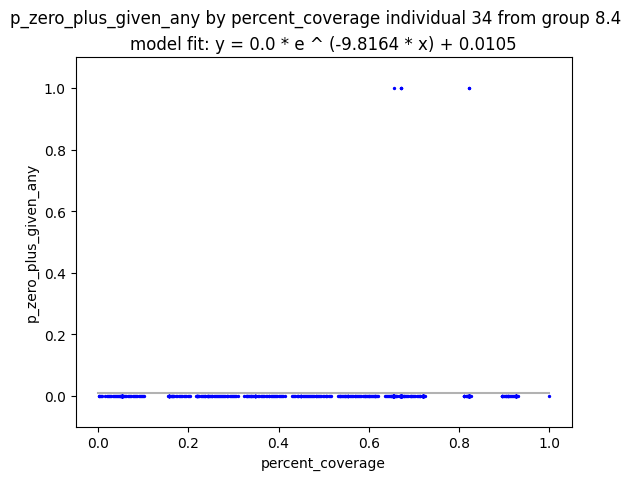 p_zero_plus_given_any by percent_coverage individual 34 from group 8.4
model fit: y = 0.0 * e ^ (-9.8164 * x) + 0.0105
1.0
0.8
0.6
0.4
0.2
0.0
p_zero_plus_given_any
0.0 0.2 0.4 0.6 0.8 1.0
percent_coverage